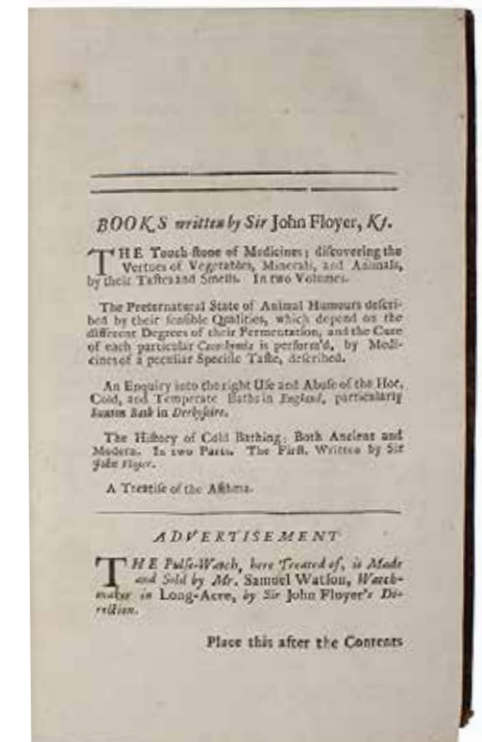 BOOKS written by Sir John Floyer, Kt.
THE Touch-stone of Medicines; discovering the
Vertues of Vegetables, Minerals, and Animals,
by their Tastes and Smells. In two Volumes.
The Preternatural State of Animal Humours descri-
bed by their sensible Qualities, which depend on the
different Degrees of their Fermentation, and the Cure
of each particular Cacochymia is perform'd, by Medi-
cines of a peculiar Specific Taste, described.
An Enquiry into the right Use and Abuse of the Hot,
Cold, and Temperate Baths in England, particularly
Buxton Bath in Derbyshire.
The History of Cold Bathing: Both Ancient and
Modern. In two Parts. The First, Written by Sir
John Floyer.
A Treatise of the Asthma.
ADVERTISEMENT
THE Pulse-Watch, here Treated of, is Made
and Sold by Mr. Samuel Watson, Watch-
maker in Long-Acre, by Sir John Floyer's Di-
rection.
Place this after the Contents